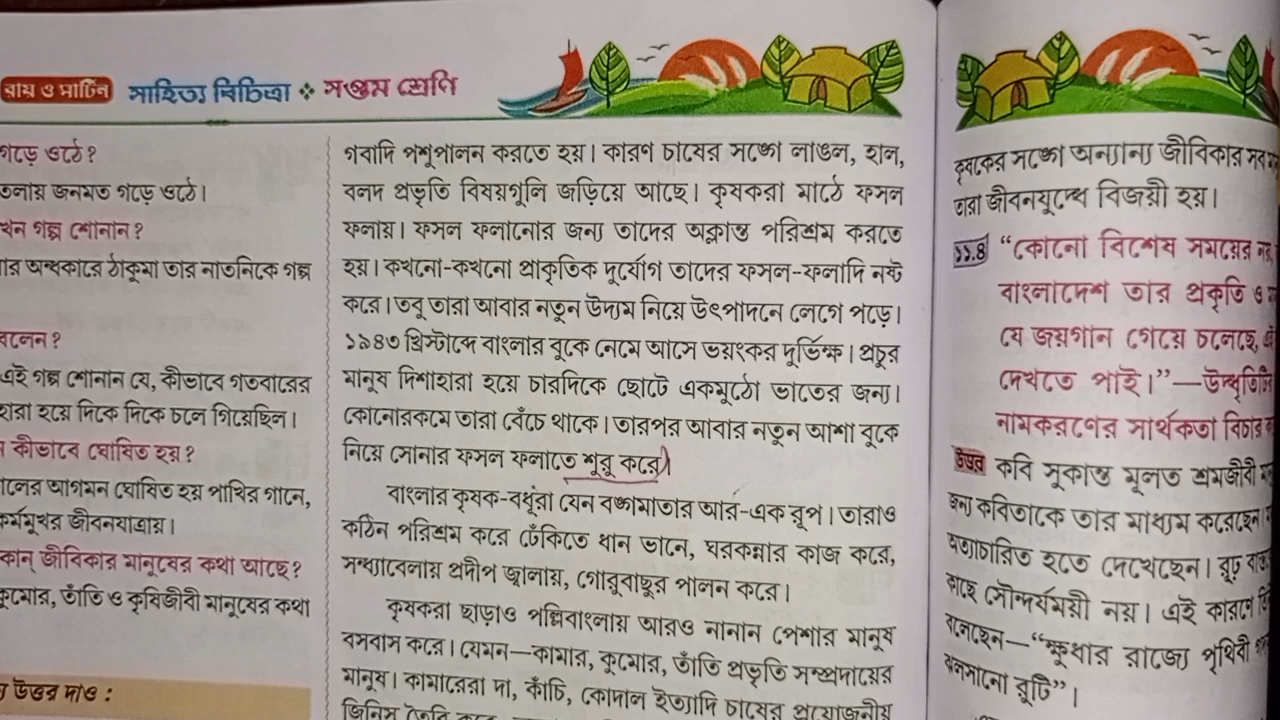 রায় ও মার্টিন সাহিত্য বিচিত্রা ❖ সপ্তম শ্রেণি
গড়ে ওঠে?
তলায় জনমত গড়ে ওঠে।
খন গল্প শোনান?
ার অন্ধকারে ঠাকুমা তার নাতনিকে গল্প
বলেন?
এই গল্প শোনান যে, কীভাবে গতবারের
হারা হয়ে দিকে দিকে চলে গিয়েছিল।
কীভাবে ঘোষিত হয়?
ালের আগমন ঘোষিত হয় পাখির গানে,
কর্মমুখর জীবনযাত্রায়।
কোন্ জীবিকার মানুষের কথা আছে?
কুমোর, তাঁতি ও কৃষিজীবী মানুষের কথা
উত্তর দাও :
গবাদি পশুপালন করতে হয়। কারণ চাষের সঙ্গে লাঙল, হাল,
বলদ প্রভৃতি বিষয়গুলি জড়িয়ে আছে। কৃষকরা মাঠে ফসল
ফলায়। ফসল ফলানোর জন্য তাদের অক্লান্ত পরিশ্রম করতে
হয়। কখনো-কখনো প্রাকৃতিক দুর্যোগ তাদের ফসল-ফলাদি নষ্ট
করে। তবু তারা আবার নতুন উদ্যম নিয়ে উৎপাদনে লেগে পড়ে।
১৯৪৩ খ্রিস্টাব্দে বাংলার বুকে নেমে আসে ভয়ংকর দুর্ভিক্ষ। প্রচুর
মানুষ দিশাহারা হয়ে চারদিকে ছোটে একমুঠো ভাতের জন্য।
কোনোরকমে তারা বেঁচে থাকে। তারপর আবার নতুন আশা বুকে
নিয়ে সোনার ফসল ফলাতে শুরু করে।
বাংলার কৃষক-বধূরা যেন বঙ্গমাতার আর-এক রূপ। তারাও
কঠিন পরিশ্রম করে ঢেঁকিতে ধান ভানে, ঘরকন্নার কাজ করে,
সন্ধ্যাবেলায় প্রদীপ জ্বালায়, গোরুবাছুর পালন করে।
কৃষকরা ছাড়াও পল্লিবাংলায় আরও নানান পেশার মানুষ
বসবাস করে। যেমন—কামার, কুমোর, তাঁতি প্রভৃতি সম্প্রদায়ের
মানুষ। কামারেরা দা, কাঁচি, কোদাল ইত্যাদি চাষের প্রয়োজনীয়
জিনিস তৈরি করে
কৃষকের সঙ্গে অন্যান্য জীবিকার সব
তারা জীবনযুদ্ধে বিজয়ী হয়।
১১.৪ “কোনো বিশেষ সময়ের নয়,
বাংলাদেশ তার প্রকৃতি ও
যে জয়গান গেয়ে চলেছে,
দেখতে পাই।”—উদ্ধৃতিটির
নামকরণের সার্থকতা বিচার
উত্তর কবি সুকান্ত মূলত শ্রমজীবী
জন্য কবিতাকে তার মাধ্যম করেছেন।
অত্যাচারিত হতে দেখেছেন। রূঢ়
কাছে সৌন্দর্যময়ী নয়। এই কারণে
বলেছেন—“ক্ষুধার রাজ্যে পৃথিবী
ঝলসানো রুটি”।